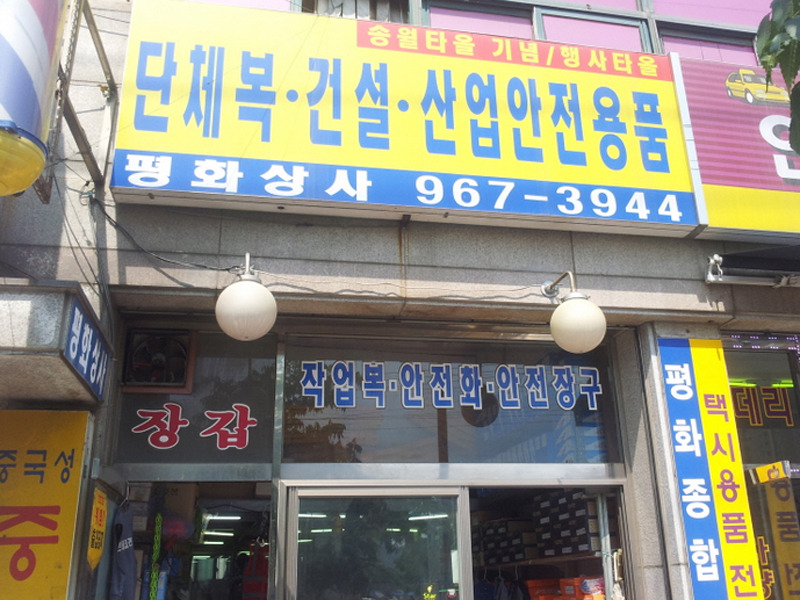 송월타올 기념/행사타올
단체복·건설·산업안전용품
평화상사 967-3944
평화상사
작업복·안전화·안전장구
장갑
중국성
중
평화종합
택시용품전
데리